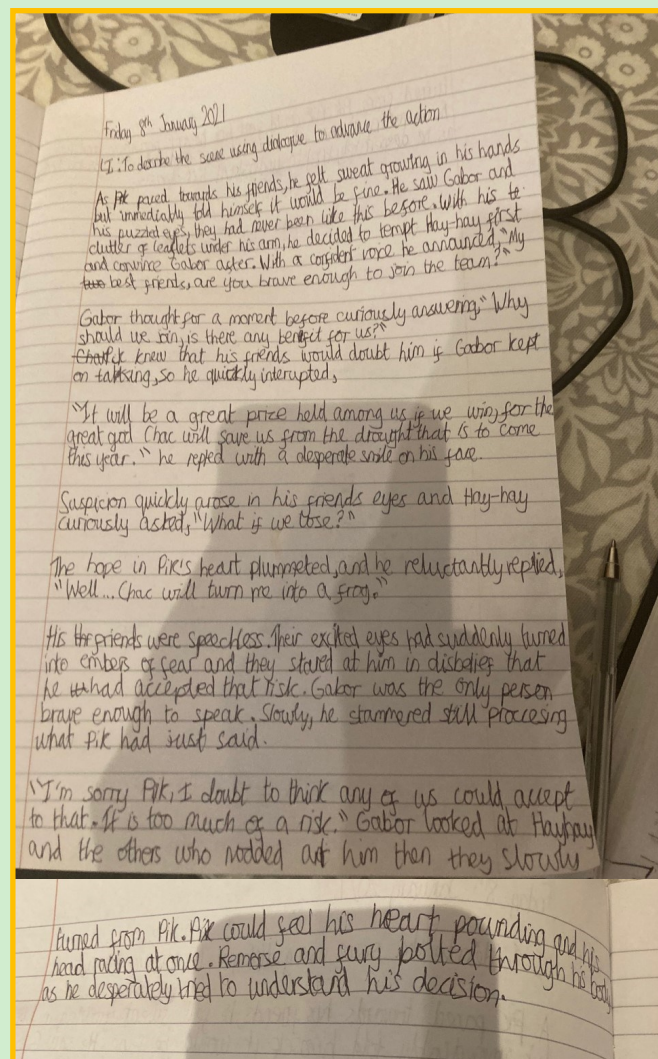 Friday 8th January 2021
LI: To describe the scene using dialogue to advance the action
As Pik paced towards his friends, he felt sweat growing in his hands
but immediatly told himself it would be fine. He saw Gabor and
his puzzled eyes, they had never been like this before. With his te
clutter of leaflets under his arm, he decided to tempt Hay-hay first
and convince Gabor after. With a confident voice he announced, "My
two best friends, are you brave enough to join the team?"
Gabor thought for a moment before curiously answering, "Why
should we join, is there any benefit for us?"
Pik knew that his friends would doubt him if Gabor kept
on talking, so he quickly interupted,
"It will be a great prize held among us if we win, for the
great god Chac will save us from the drought that is to come
this year." he replied with a desperate smile on his face.
Suspicion quickly arose in his friends eyes and Hay-hay
curiously asked, "What if we lose?"
The hope in Pik's heart plummeted, and he reluctantly replied,
"Well... Chac will turn me into a frog."
His friends were speechless. Their excited eyes had suddenly turned
into embers of fear and they stared at him in disbelief that
he had accepted that risk. Gabor was the only person
brave enough to speak. Slowly, he stammered still proccesing
what Pik had just said.
"I'm sorry Pik, I doubt to think any of us could accept
to that. It is too much of a risk." Gabor looked at Hayhay
and the others who nodded at him then they slowly
turned from Pik. Pik could feel his heart pounding and his
head racing at once. Remorse and fury bolted through his body
as he desperately tried to understand his decision.